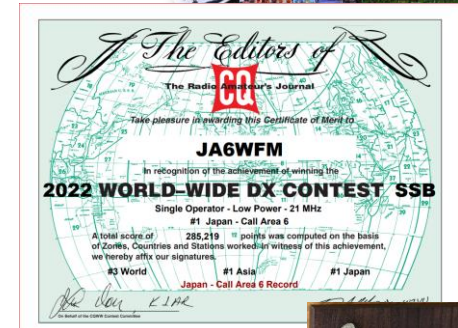 The Editors of
CQ
The Radio Amateur's Journal
Take pleasure in awarding this Certificate of Merit to
JA6WFM
In recognition of the achievement of winning the
2022 WORLD-WIDE DX CONTEST SSB
Single Operator - Low Power - 21 MHz
#1 Japan - Call Area 6
A total score of 285,219 points was computed on the basis
of Zones, Countries and Stations worked. In witness of this achievement,
we hereby affix our signatures.
#3 World #1 Asia #1 Japan
Japan - Call Area 6 Record
K1AR
On Behalf of the CQWW Contest Committee